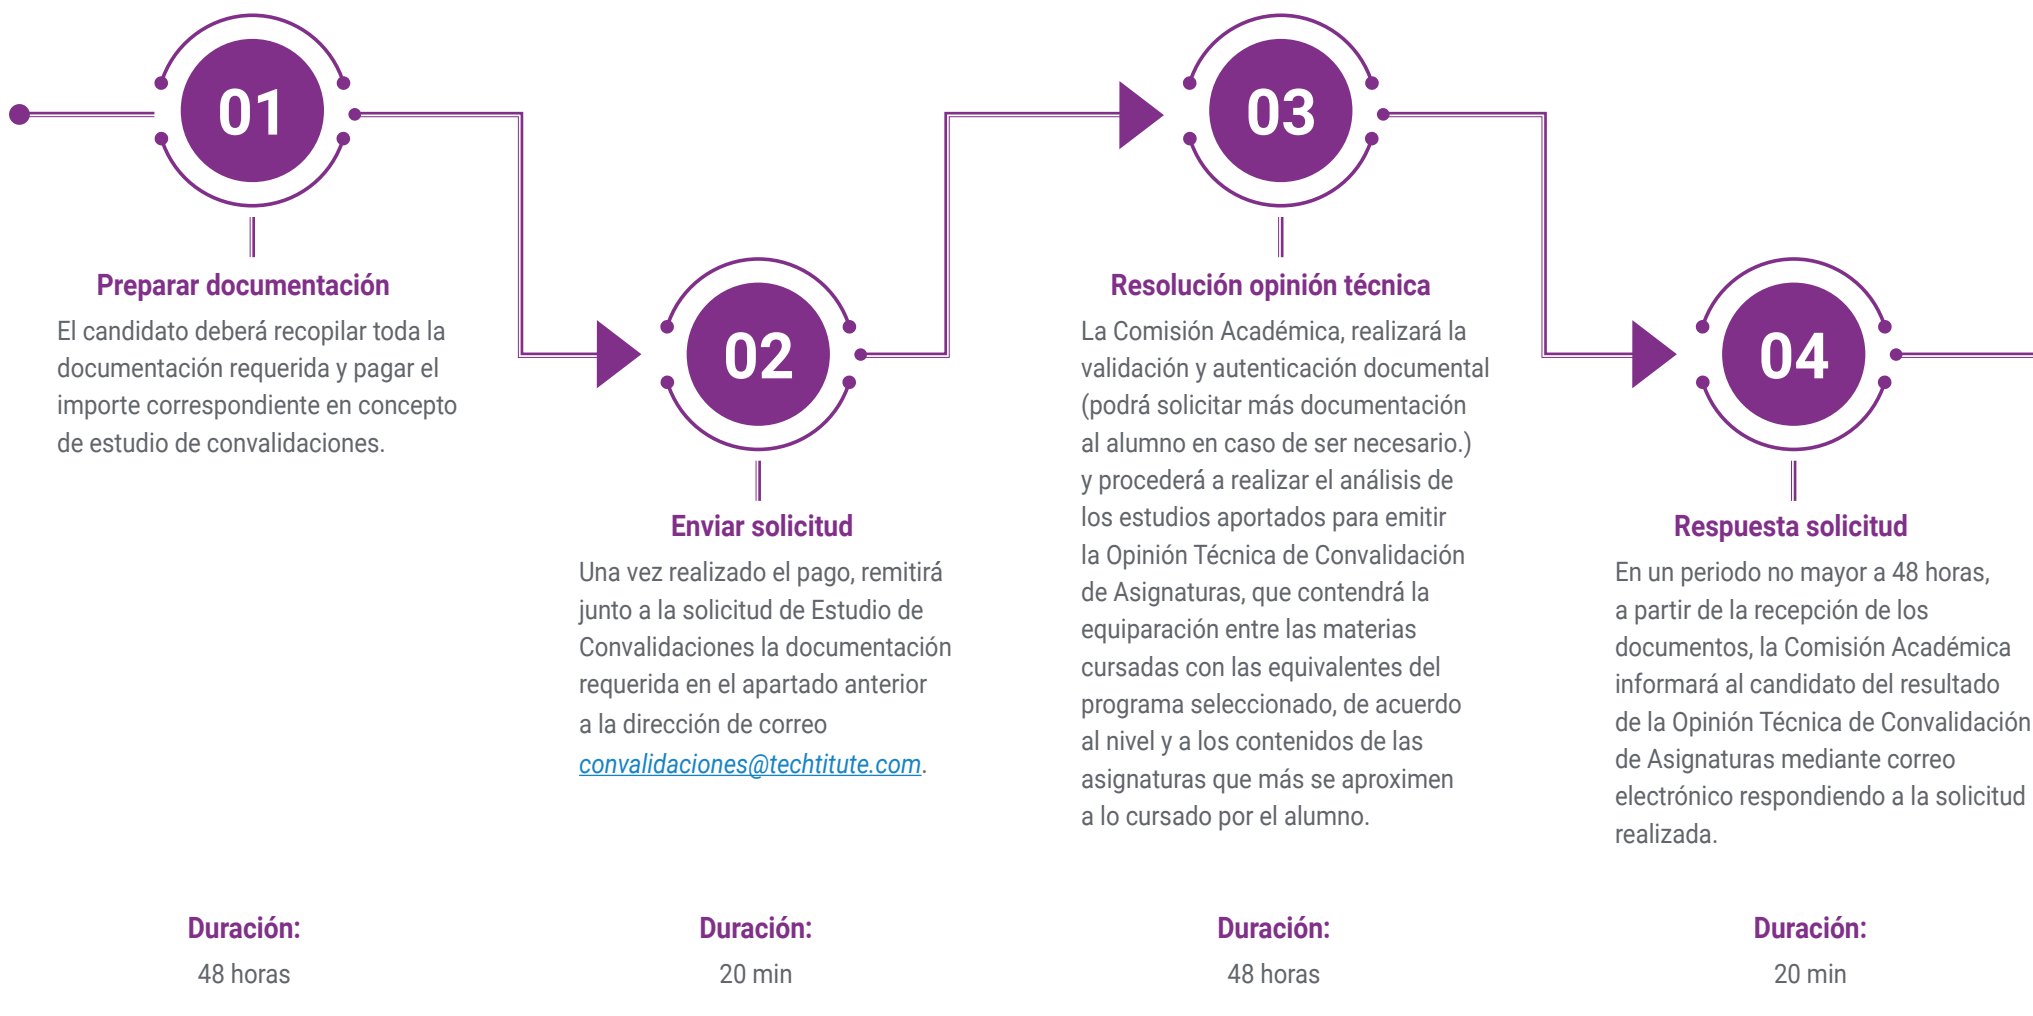 01
Preparar documentación
El candidato deberá recopilar toda la
documentación requerida y pagar el
importe correspondiente en concepto
de estudio de convalidaciones.
Duración:
48 horas
02
Enviar solicitud
Una vez realizado el pago, remitirá
junto a la solicitud de Estudio de
Convalidaciones la documentación
requerida en el apartado anterior
a la dirección de correo
convalidaciones@techtitute.com.
Duración:
20 min
03
Resolución opinión técnica
La Comisión Académica, realizará la
validación y autenticación documental
(podrá solicitar más documentación
al alumno en caso de ser necesario.)
y procederá a realizar el análisis de
los estudios aportados para emitir
la Opinión Técnica de Convalidación
de Asignaturas, que contendrá la
equiparación entre las materias
cursadas con las equivalentes del
programa seleccionado, de acuerdo
al nivel y a los contenidos de las
asignaturas que más se aproximen
a lo cursado por el alumno.
Duración:
48 horas
04
Respuesta solicitud
En un periodo no mayor a 48 horas,
a partir de la recepción de los
documentos, la Comisión Académica
informará al candidato del resultado
de la Opinión Técnica de Convalidación
de Asignaturas mediante correo
electrónico respondiendo a la solicitud
realizada.
Duración:
20 min